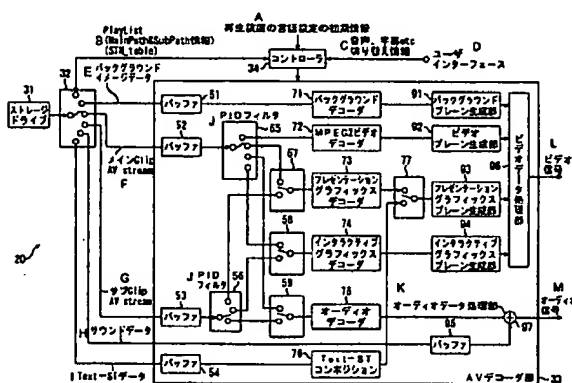 A
再生装置の言語設定の初期情報
PlayList
B (MainPath&SubPath情報)
(STN_table)
コントローラ
34
C 音声、字幕etc
切り替え情報
D
ユーザ
インターフェース
E バックグラウンド
イメージデータ
31
ストレージ
ドライブ
32
バッファ
51
71
バックグラウンド
デコーダ
91
バックグラウンド
プレーン生成部
J PIDフィルタ
55
52
バッファ
72
MPEG2ビデオ
デコーダ
92
ビデオ
プレーン生成部
メインClip
AV stream
F
57
73
プレゼンテーション
グラフィックス
デコーダ
77
93
プレゼンテーション
グラフィックス
プレーン生成部
96
ビデオデータ処理部
L
ビデオ
信号
58
74
インタラクティブ
グラフィックス
デコーダ
94
インタラクティブ
グラフィックス
プレーン生成部
20
G
サブClip
AV stream
J PID
フィルタ
56
53
バッファ
59
75
オーディオ
デコーダ
K
オーディオデータ処理部
M
オーディオ
信号
97
95
バッファ
H サウンドデータ
I Text-STデータ
バッファ
54
76
Text-ST
コンポジション
AVデコーダ部
33